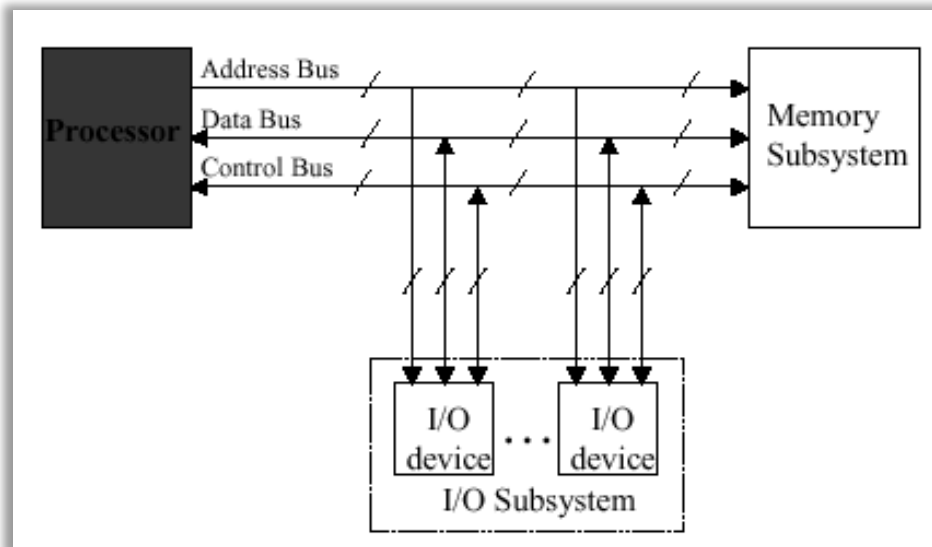 Address Bus
Data Bus
Processor
Control Bus
Memory
Subsystem
I/O
device
...
I/O
device
I/O Subsystem